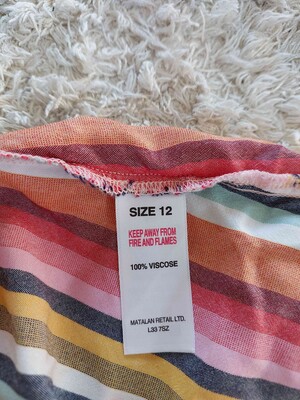 SIZE 12
KEEP AWAY FROM
FIRE AND FLAMES
100% VISCOSE
MATALAN RETAIL LTD.
L33 7SZ